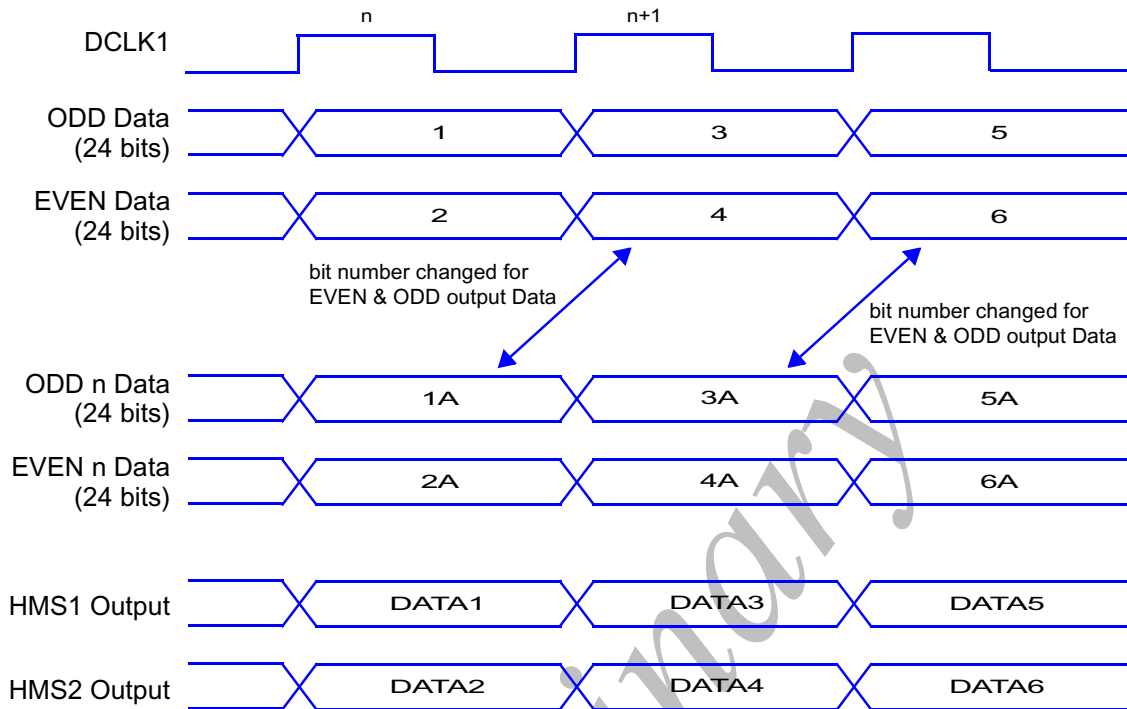 n n+1
DCLK1
ODD Data
(24 bits)
1 3 5
EVEN Data
(24 bits)
2 4 6
bit number changed for
EVEN & ODD output Data
bit number changed for
EVEN & ODD output Data
ODD n Data
(24 bits)
1A 3A 5A
EVEN n Data
(24 bits)
2A 4A 6A
HMS1 Output DATA1 DATA3 DATA5
HMS2 Output DATA2 DATA4 DATA6
inary